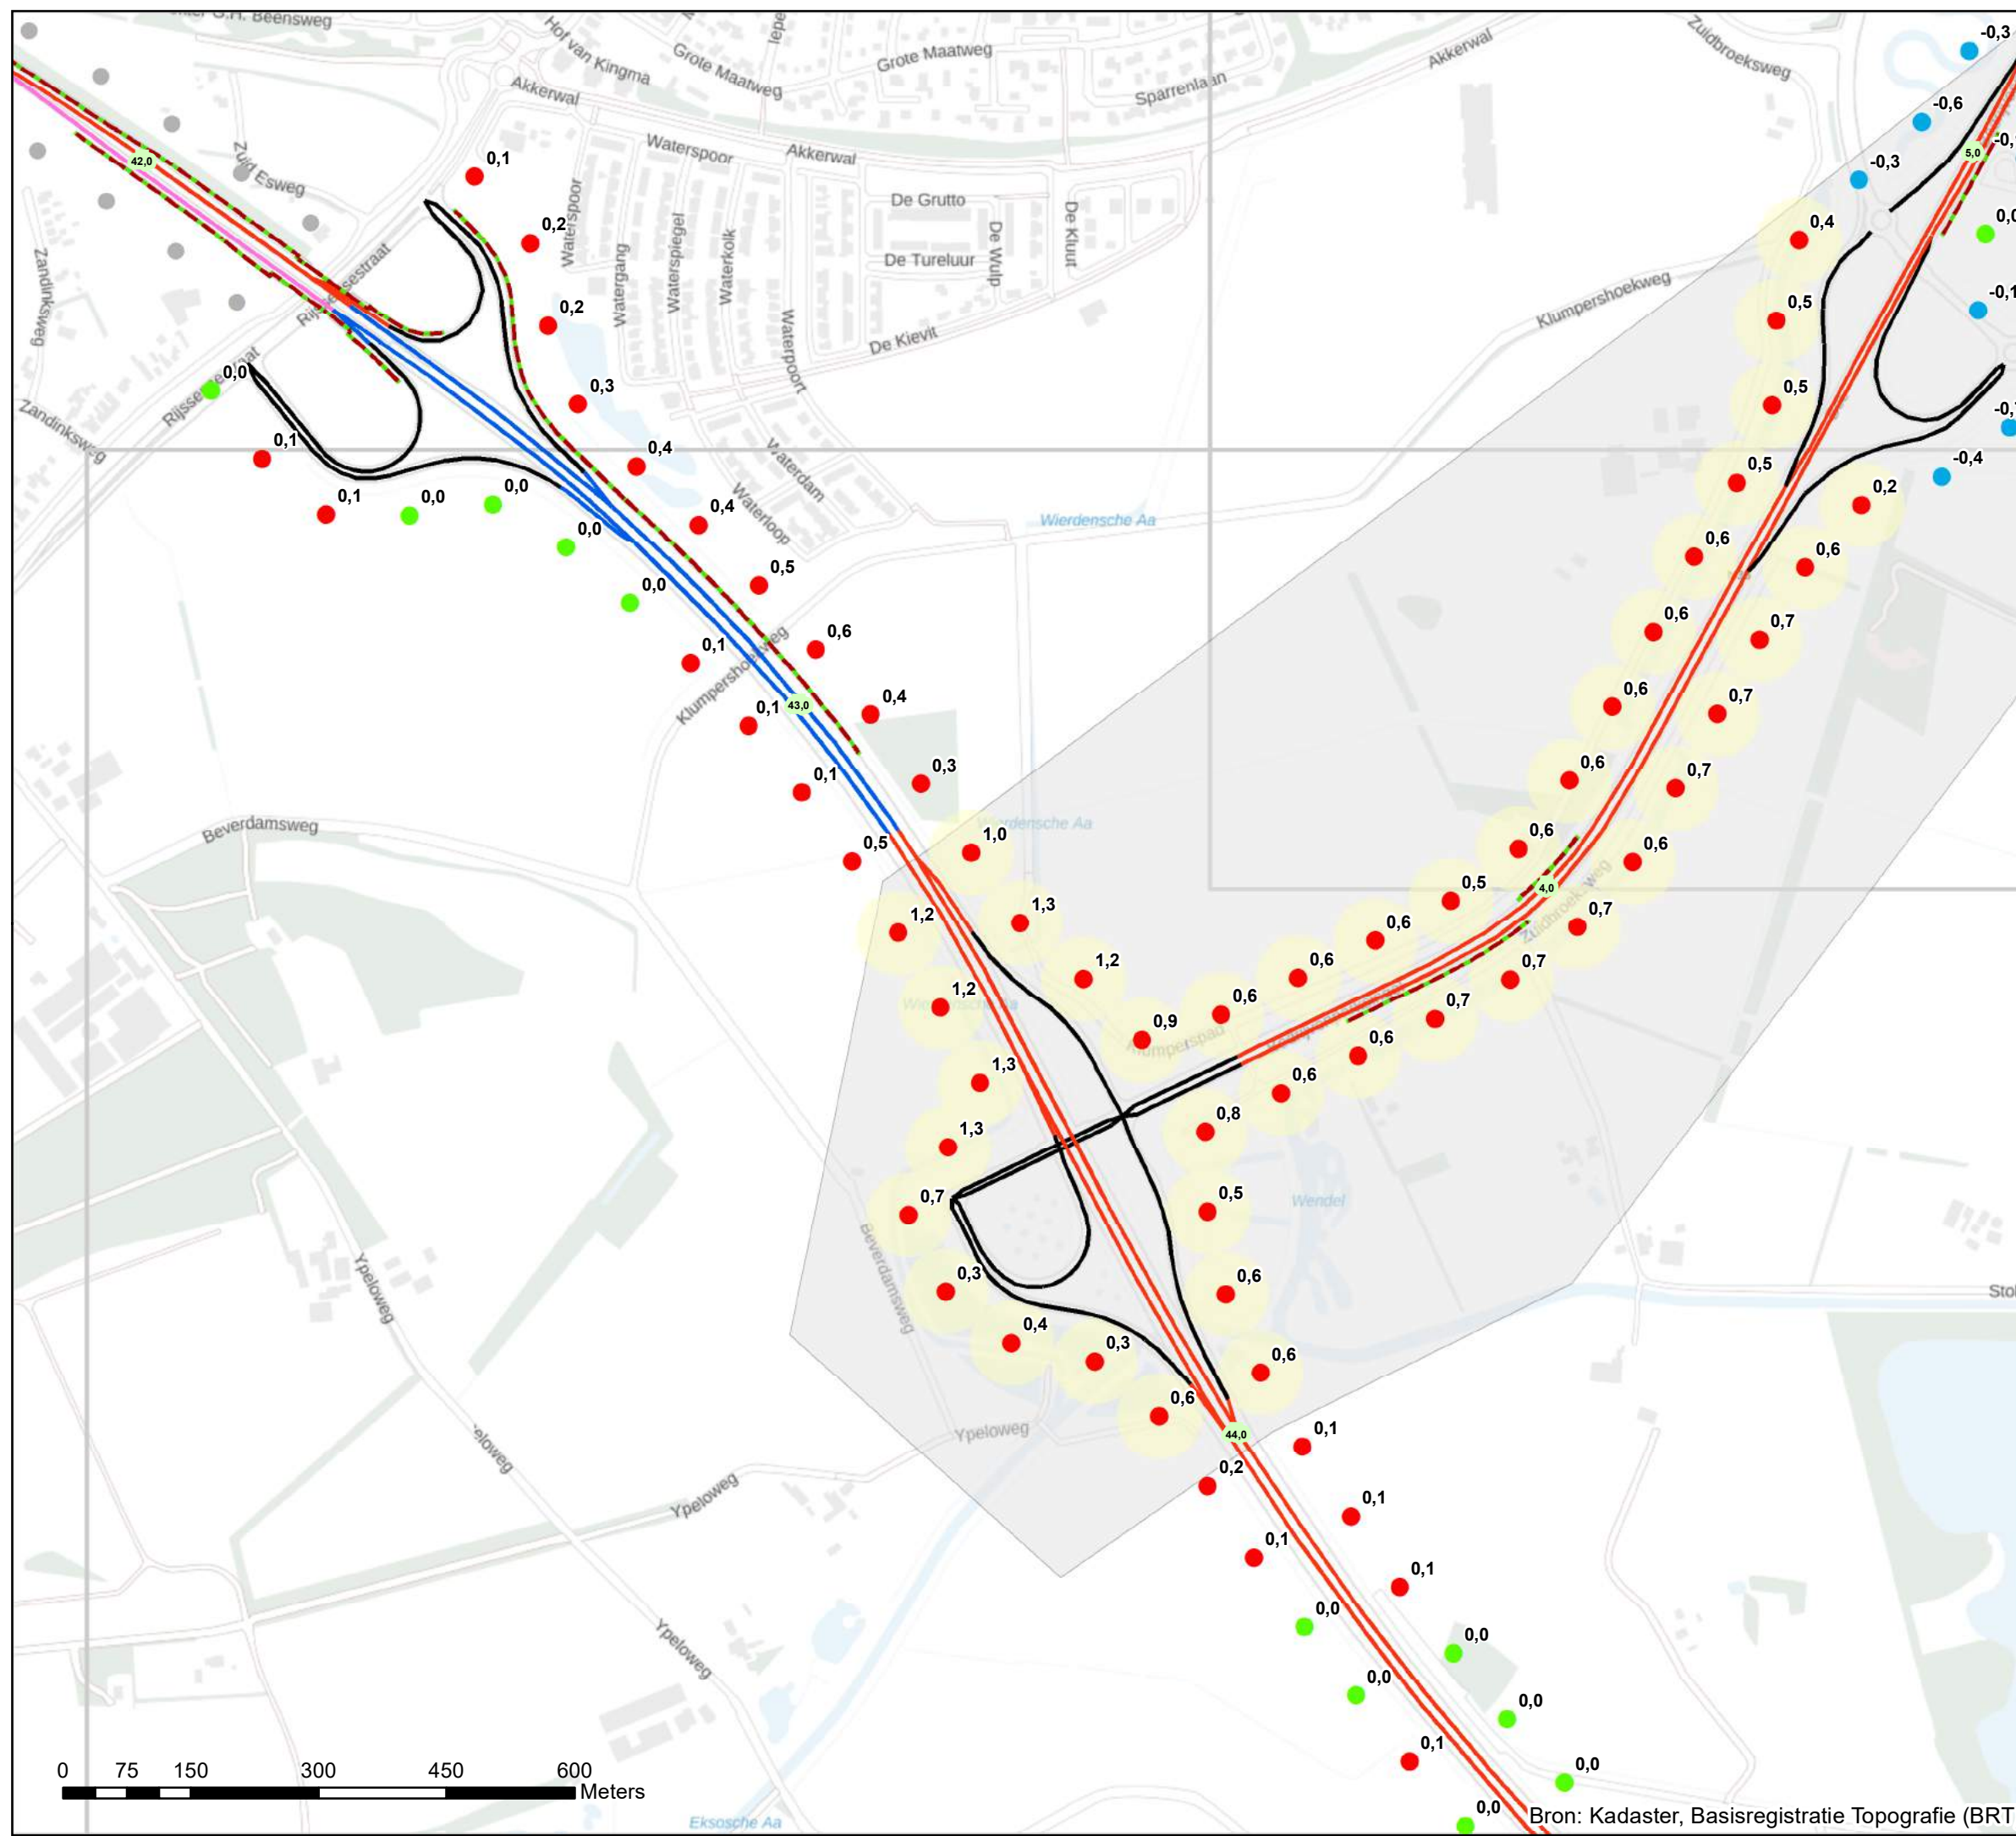 G.H. Beensweg
Hof van Kingma
Grote Maatweg
Grote Maatweg
Akkerwal
Sparrenlaan
Akkerwal
Zuidbroeksweg
-0,3
-0,6
-0,3
5,0
42,0
Zuid Esweg
Akkerwal
Waterspoor
Akkerwal
0,1
0,2
Waterspoor
Watergang
Waterspiegel
Waterkolk
Waterpoort
De Grutto
De Tureluur
De Wulp
De Kluut
De Kievit
Klumpershoekweg
0,4
0,5
0,5
0,5
-0,1
-0,4
0,2
Zandinksweg
Zandinksweg
Rijssensestraat
0,0
0,1
0,1
0,0
0,0
0,0
0,0
0,2
0,3
0,4
0,4
0,5
0,6
0,4
0,3
Waterdam
Waterloop
Wierdensche Aa
Klumpershoekweg
43,0
0,1
0,1
0,1
0,5
0,6
0,6
0,6
0,7
0,6
0,7
0,6
0,7
0,6
0,6
4,0
Zuidbroeksweg
0,5
0,7
0,6
0,7
0,6
0,7
0,6
0,6
0,6
Beverdamsweg
1,0
Wierdensche Aa
1,3
1,2
1,2
1,2
0,9
Klumperspad
1,3
1,3
0,8
0,7
0,5
Wendel
0,3
0,6
Beverdamsweg
0,4
0,3
0,6
0,6
Ypeloweg
Ypeloweg
44,0
0,1
0,2
0,1
0,1
0,1
Ypeloweg
0,0
0,0
0,0
0,0
0,1
0,0
0,0
Ypeloweg
Eksosche Aa
0 75 150 300 450 600
Meters
Bron: Kadaster, Basisregistratie Topografie (BRT